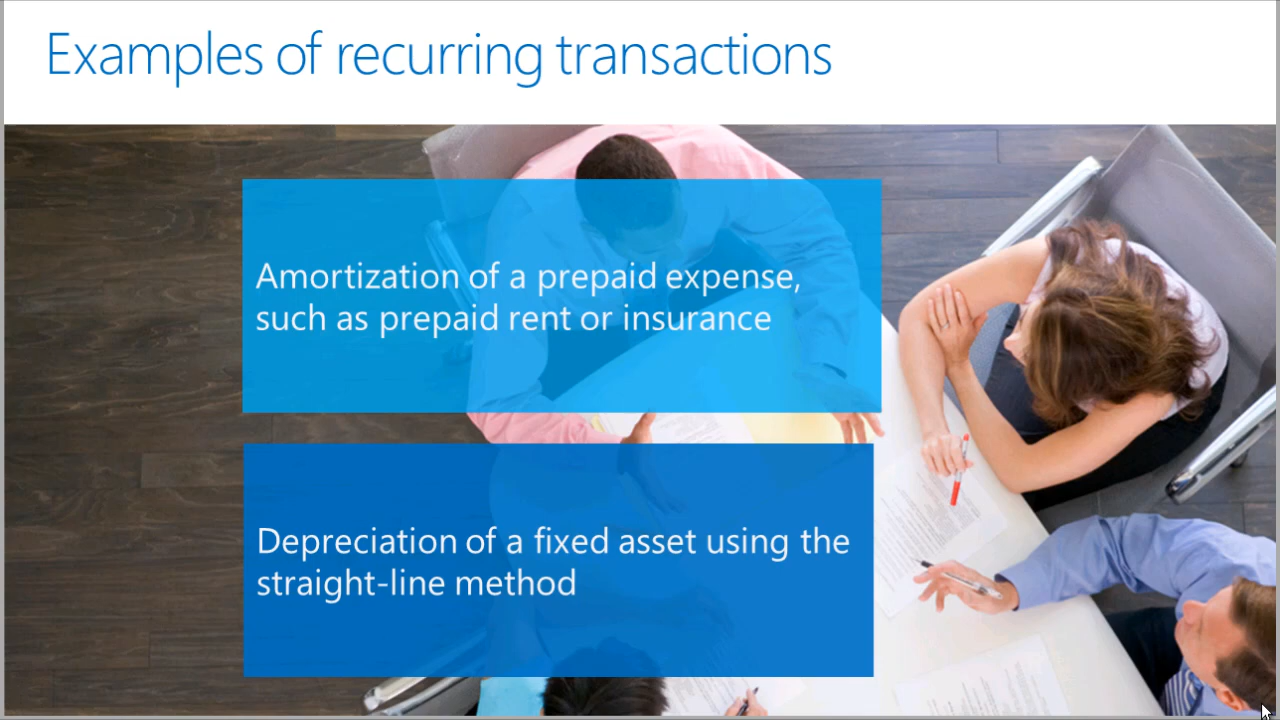 Examples of recurring transactions
Amortization of a prepaid expense,
such as prepaid rent or insurance
Depreciation of a fixed asset using the
straight-line method